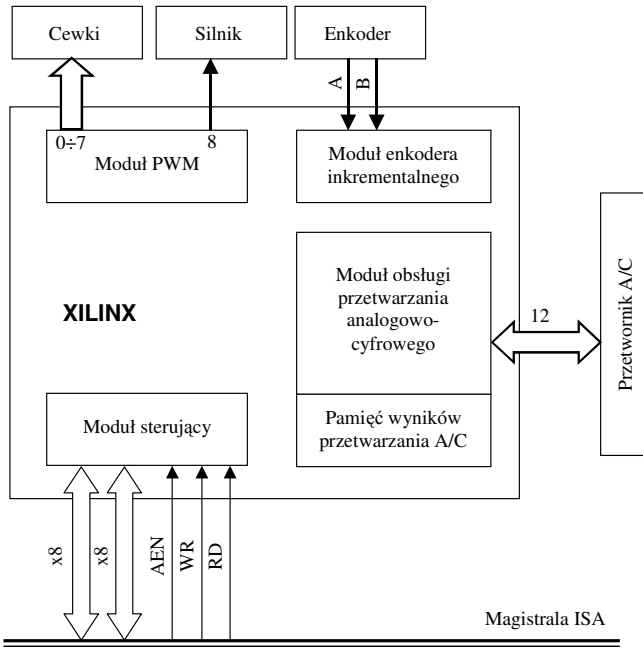 Cewki
Silnik
Enkoder
A
B
0÷7
8
Moduł PWM
Moduł enkodera
inkrementalnego
Moduł obsługi
przetwarzania
analogowo-
cyfrowego
XILINX
12
Przetwornik A/C
Moduł sterujący
Pamięć wyników
przetwarzania A/C
x8
x8
AEN
WR
RD
Magistrala ISA